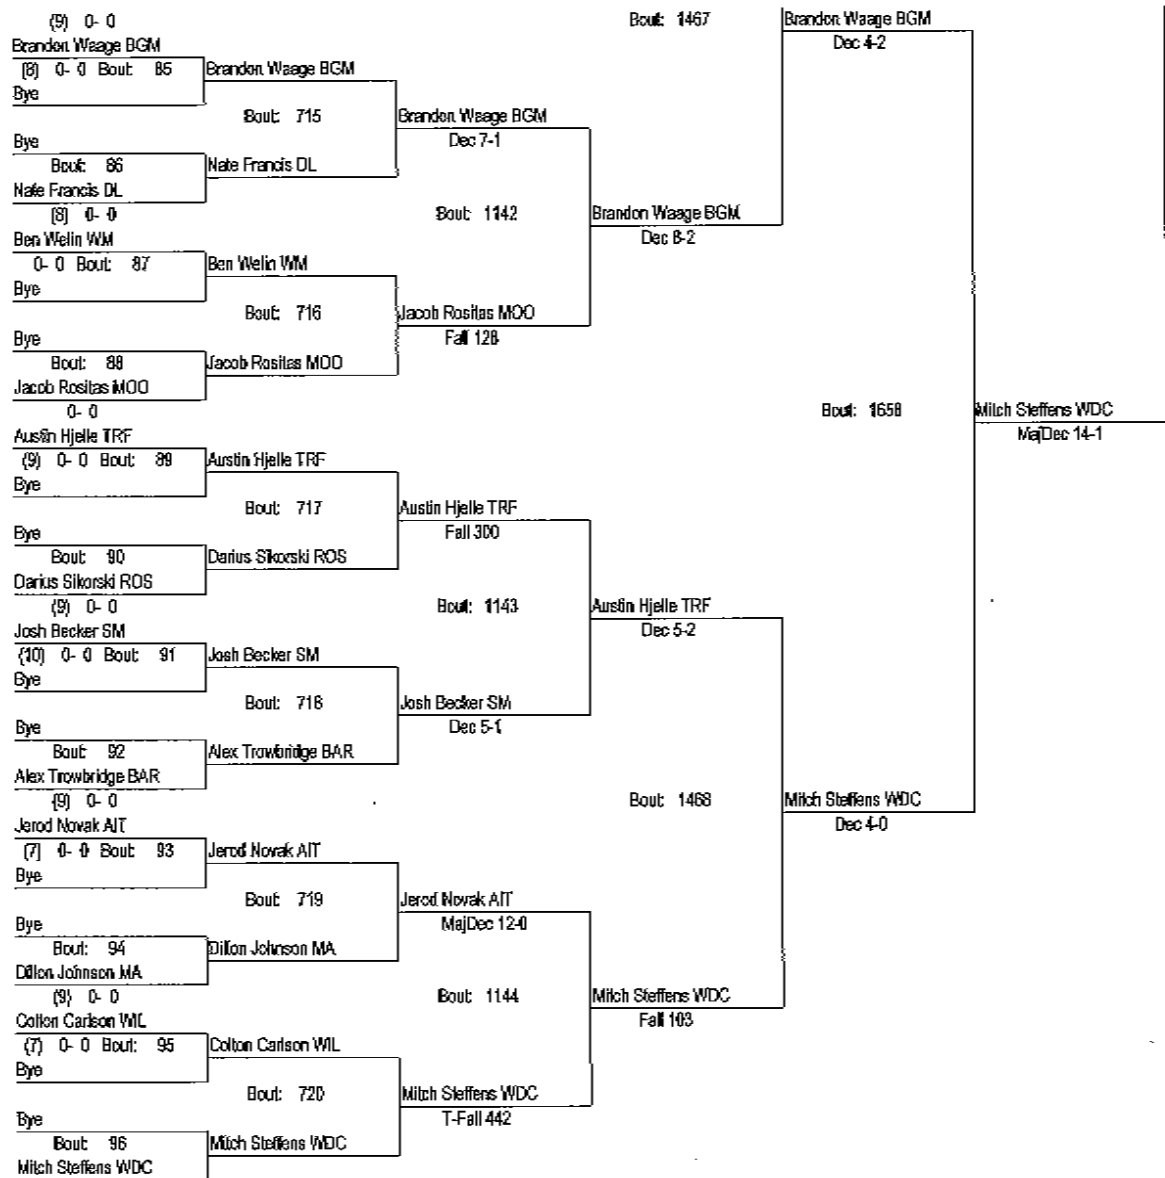 (9) 0- 0
Brandon Waage BGM
(8) 0- 0 Bout: 85
Bye
Bye
Bout: 86
Nate Francis DL
(8) 0- 0
Ben Welin WM
0- 0 Bout: 87
Bye
Bye
Bout: 88
Jacob Rositas MOO
0- 0
Austin Hjelle TRF
(9) 0- 0 Bout: 89
Bye
Bye
Bout: 90
Darius Sikorski ROS
(9) 0- 0
Josh Becker SM
(10) 0- 0 Bout: 91
Bye
Bye
Bout: 92
Alex Trowbridge BAR
(9) 0- 0
Jerod Novak AIT
(7) 0- 0 Bout: 93
Bye
Bye
Bout: 94
Dillon Johnson MA
(9) 0- 0
Colton Carlson WIL
(7) 0- 0 Bout: 95
Bye
Bye
Bout: 96
Mitch Steffens WDC
Brandon Waage BGM
Bout: 715
Nate Francis DL
Ben Welin WM
Bout: 716
Jacob Rositas MOO
Austin Hjelle TRF
Bout: 717
Darius Sikorski ROS
Josh Becker SM
Bout: 718
Alex Trowbridge BAR
Jerod Novak AIT
Bout: 719
Dillon Johnson MA
Colton Carlson WIL
Bout: 720
Mitch Steffens WDC
Brandon Waage BGM
Dec 7-1
Bout: 1142
Jacob Rositas MOO
Fall 128
Austin Hjelle TRF
Fall 300
Bout: 1143
Josh Becker SM
Dec 5-1
Jerod Novak AIT
MajDec 12-0
Bout: 1144
Mitch Steffens WDC
T-Fall 442
Bout: 1467
Brandon Waage BGM
Dec 8-2
Austin Hjelle TRF
Dec 5-2
Bout: 1468
Mitch Steffens WDC
Fall 103
Brandon Waage BGM
Dec 4-2
Bout: 1658
Mitch Steffens WDC
Dec 4-0
Mitch Steffens WDC
MajDec 14-1